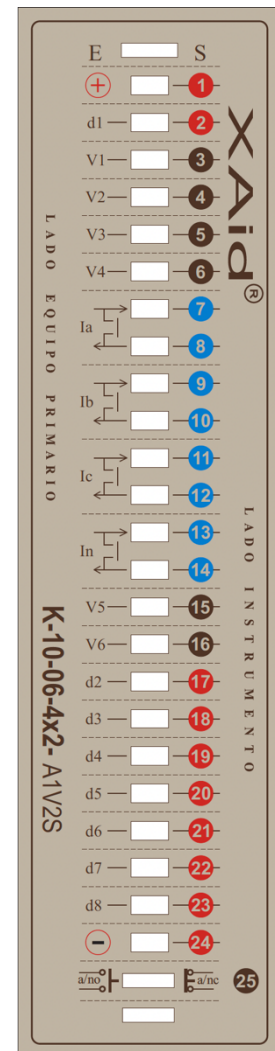 E S
+ 1
d1 2
V1 3
V2 4
V3 5
V4 6
Ia 7
8
Ib 9
10
Ic 11
12
In 13
14
V5 15
V6 16
d2 17
d3 18
d4 19
d5 20
d6 21
d7 22
d8 23
- 24
a/no a/nc 25
XAid®
LADO EQUIPO PRIMARIO
LADO INSTRUMENTO
K-10-06-4x2- A1V2S